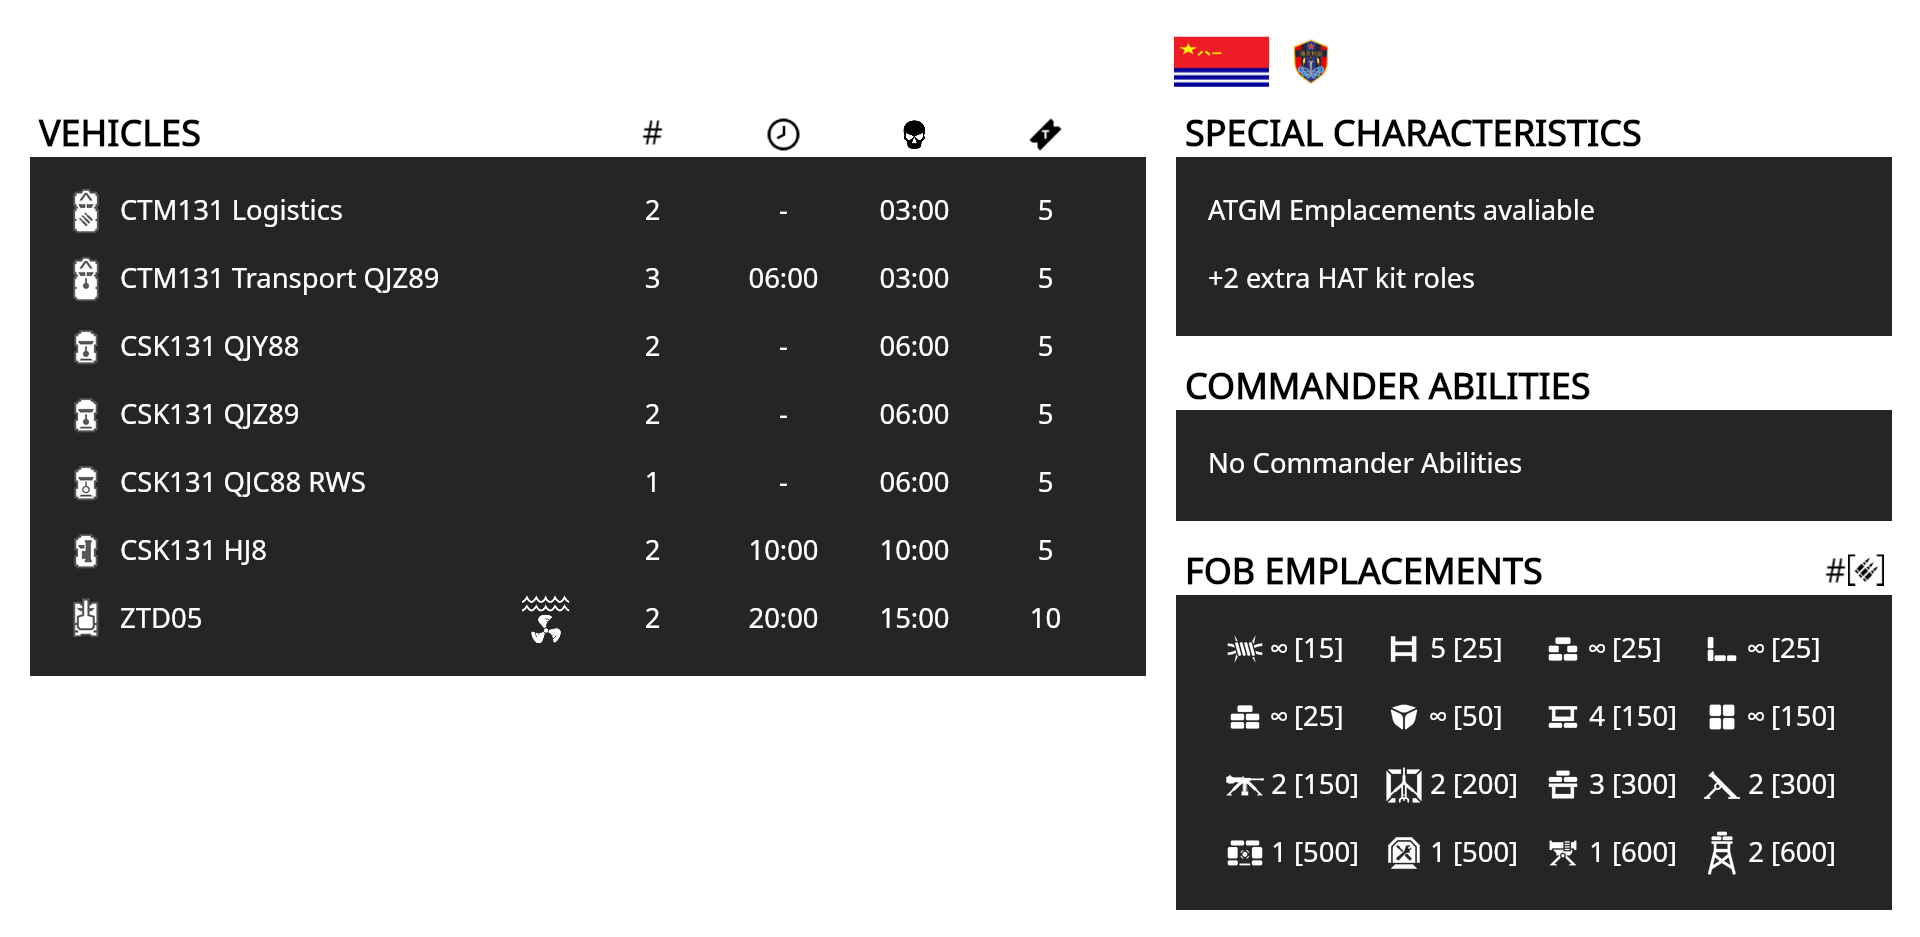 VEHICLES #
CTM131 Logistics 2 - 03:00 5
CTM131 Transport QJZ89 3 06:00 03:00 5
CSK131 QJY88 2 - 06:00 5
CSK131 QJZ89 2 - 06:00 5
CSK131 QJC88 RWS 1 - 06:00 5
CSK131 HJ8 2 10:00 10:00 5
ZTD05 2 20:00 15:00 10
SPECIAL CHARACTERISTICS
ATGM Emplacements avaliable
+2 extra HAT kit roles
COMMANDER ABILITIES
No Commander Abilities
FOB EMPLACEMENTS #[ ]
∞ [15] 5 [25] ∞ [25] ∞ [25]
∞ [25] ∞ [50] 4 [150] ∞ [150]
2 [150] 2 [200] 3 [300] 2 [300]
1 [500] 1 [500] 1 [600] 2 [600]